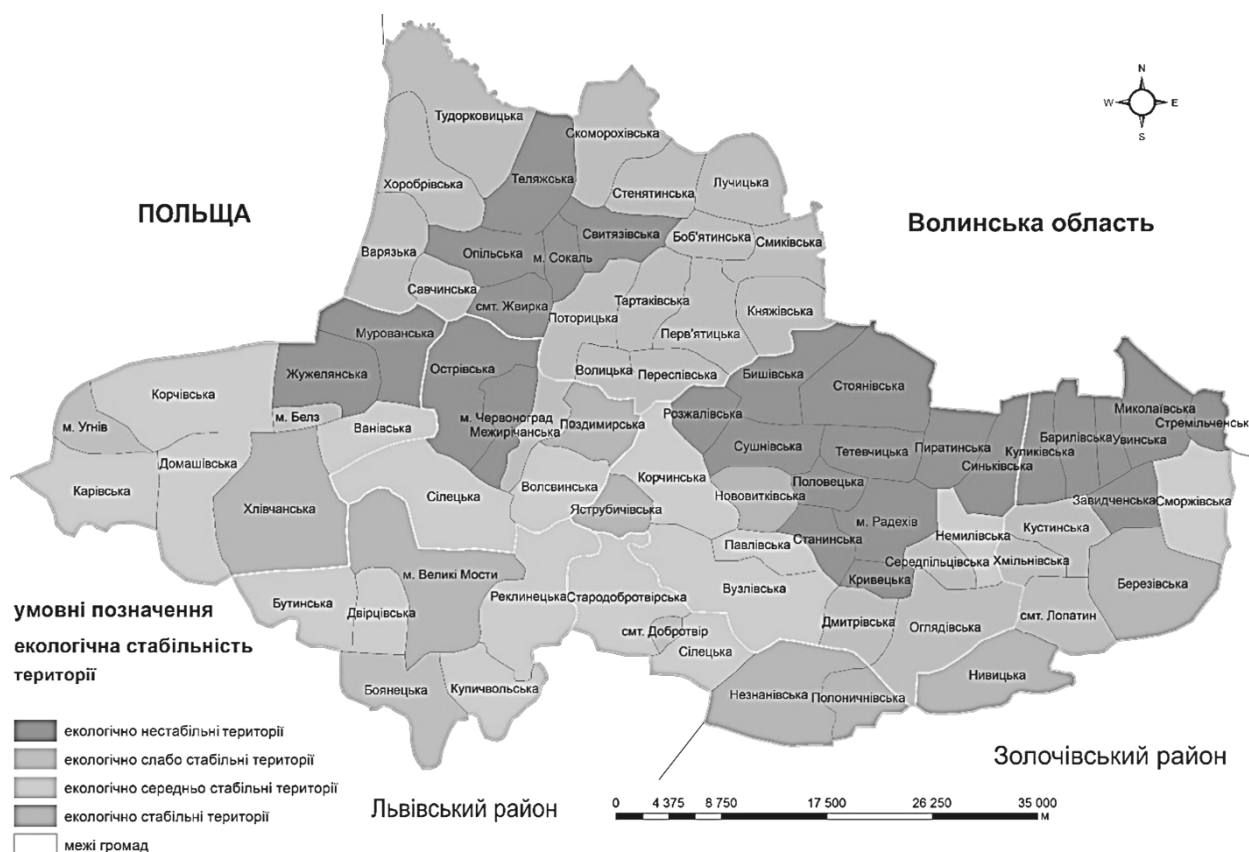 N
W
E
S
Тудорковицька
Скоморохівська
Теляжська
Лучицька
Хоробрівська
Стенятинська
ПОЛЬЩА
Волинська область
Свитязівська
Боб'ятинська
Смиківська
Варязька
Опільська
м. Сокаль
Савчинська
Тартаківська
смт. Жвирка
Княжівська
Поторицька
Перв'ятицька
Мурованська
Острівська
Волицька
Переспівська
Бишівська
Жужелянська
Стоянівська
Корчівська
м. Белз
м. Червоноград
Розжалівська
Миколаївська
м. Угнів
Ванівська
Межирічанська
Поздимирська
Барилівська
Увинська
Стремільченськ
Сушнівська
Тетевчицька
Пиратинська
Куликівська
Домашівська
Синьківська
Карівська
Корчинська
Половецька
Сілецька
Волсвинська
Нововитківська
Завидченська
Сморжівська
Хлівчанська
Яструбичівська
м. Радехів
Кустинська
Станинська
Немилівська
Павлівська
Середпільцівська
Хмільнівська
м. Великі Мости
Кривецька
Березівська
Реклинецька
Стародобротвірська
Вузлівська
умовні позначення
Бутинська
Двірцівська
Дмитрівська
смт. Лопатин
екологічна стабільність
смт. Добротвір
Оглядівська
Сілецька
території
Боянецька
Купичвольська
Незнанівська
Полоничнівська
Нивицька
екологічно нестабільні території
екологічно слабо стабільні території
екологічно середньо стабільні території
екологічно стабільні території
межі громад
Золочівський район
Львівський район
0 4 375 8 750 17 500 26 250 35 000
М